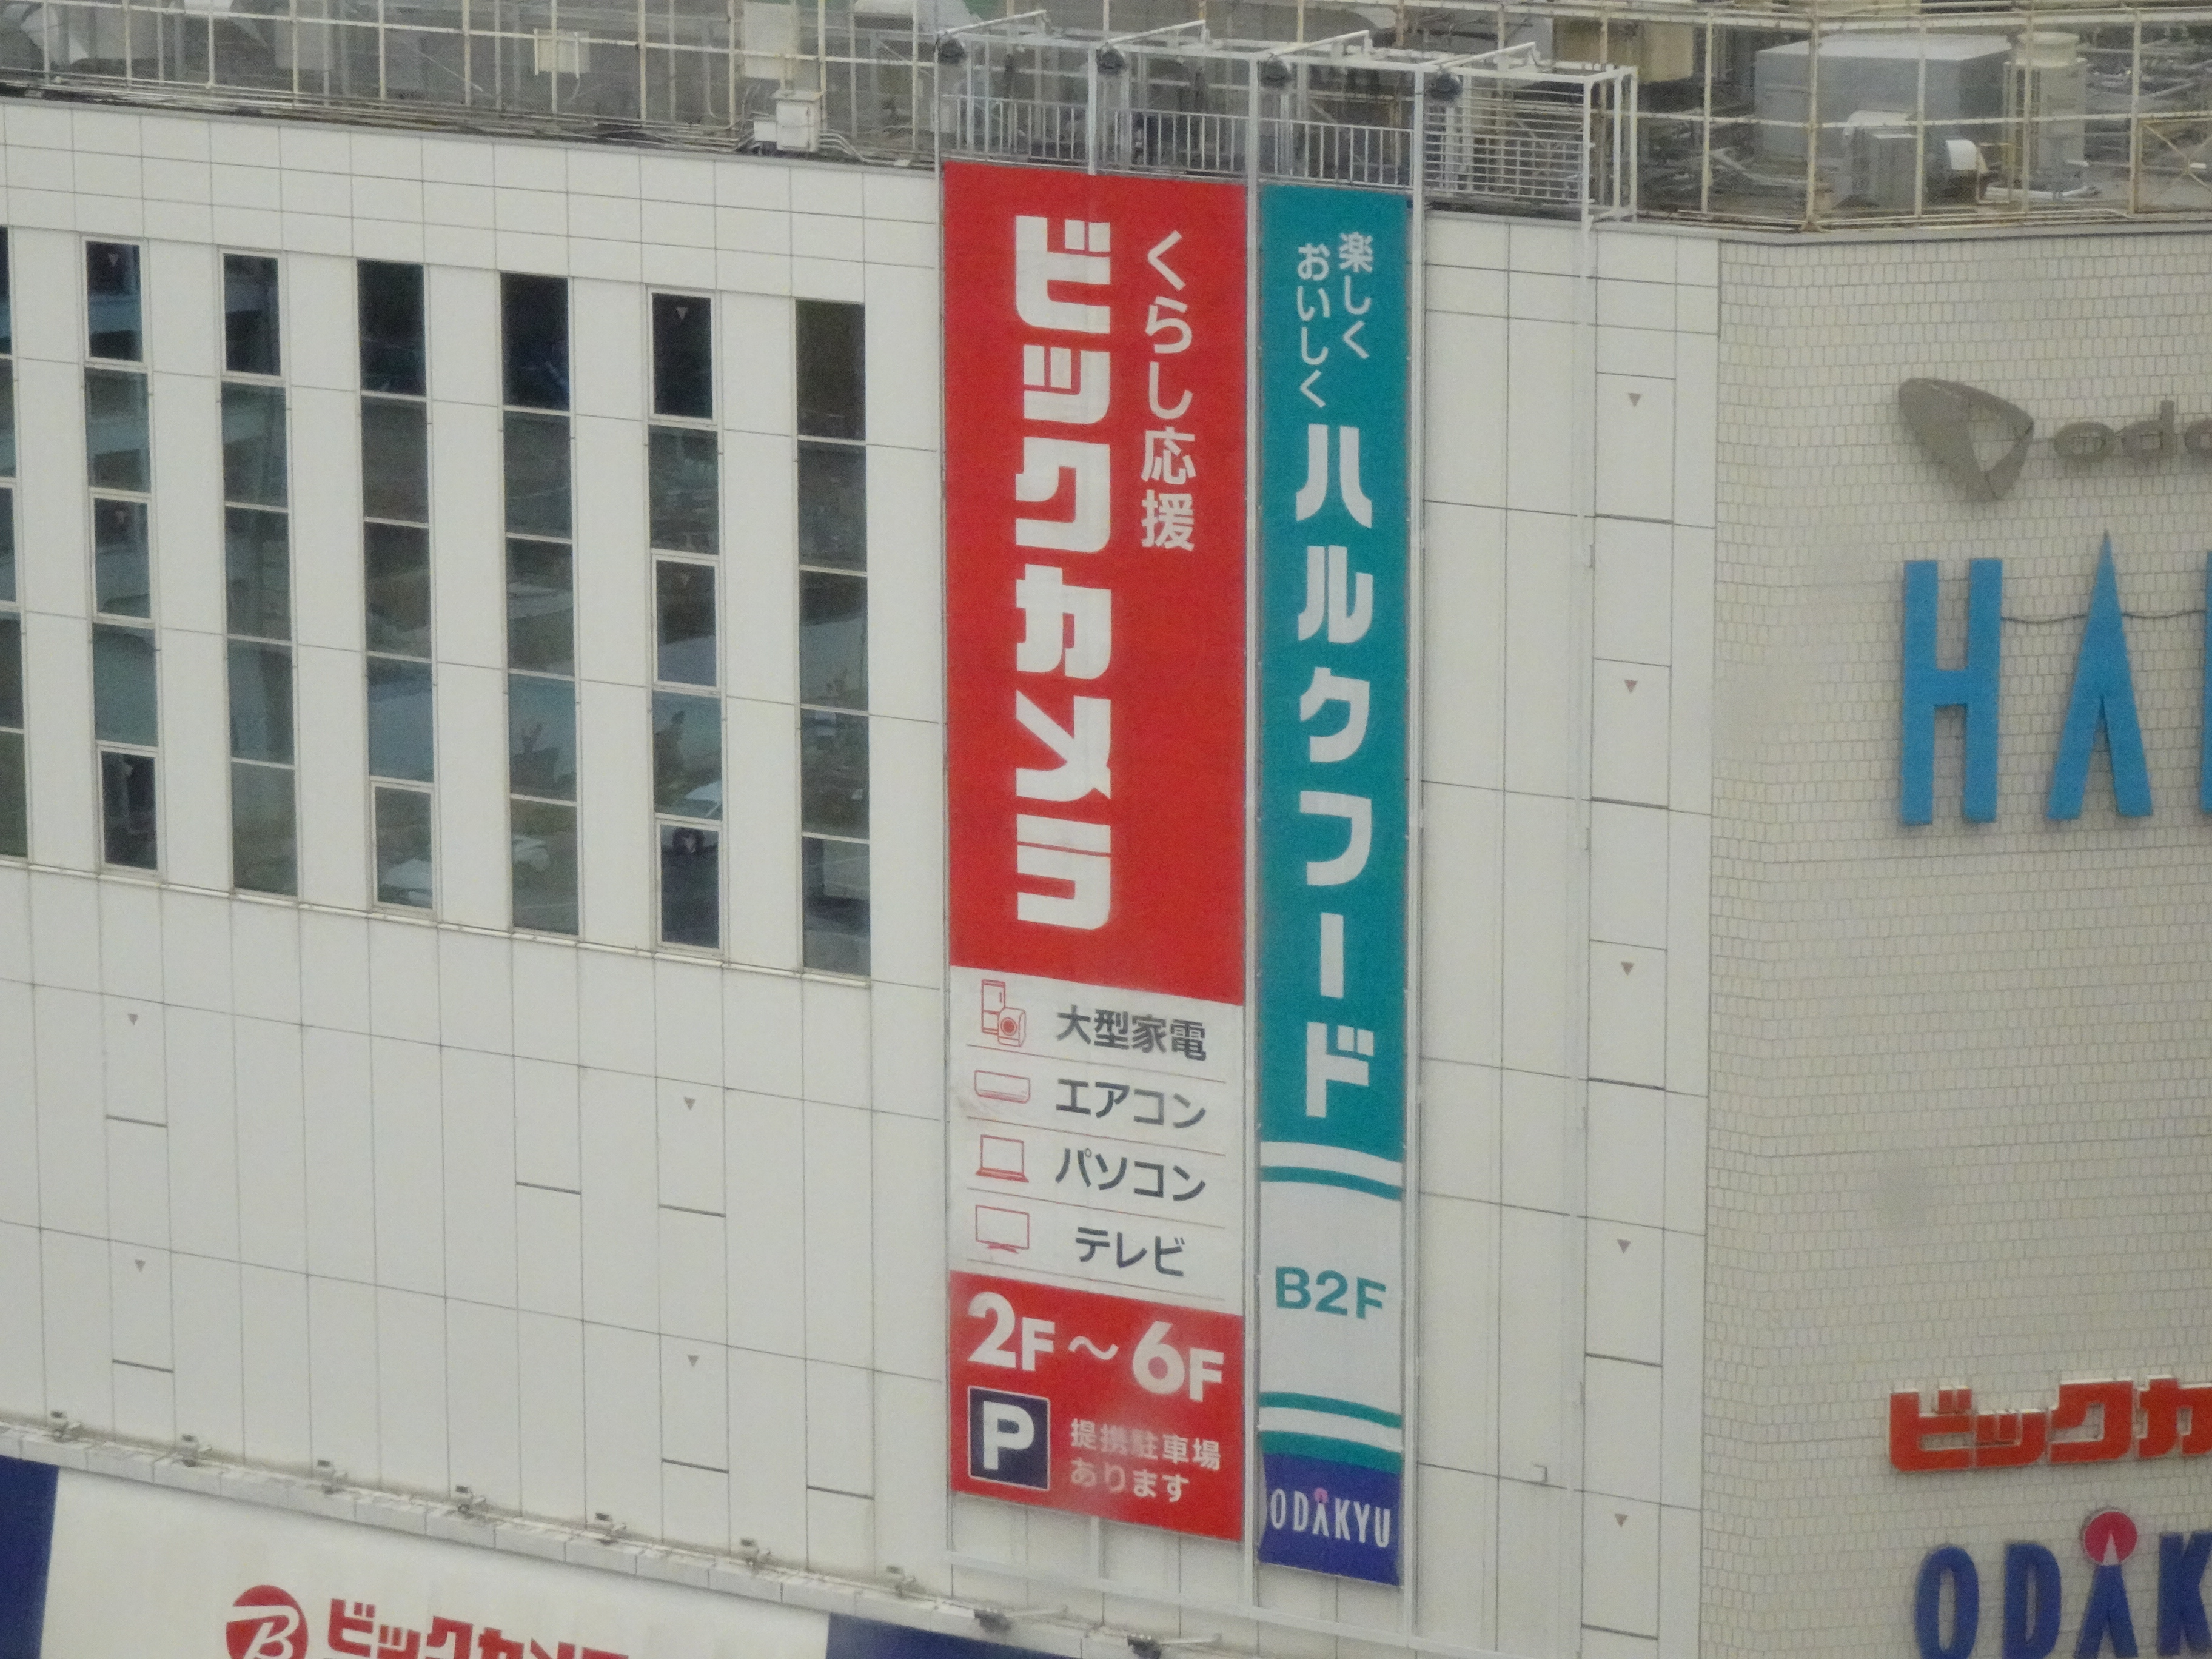 くらし応援
ビックカメラ
大型家電
エアコン
パソコン
テレビ
2F～6F
P
提携駐車場
あります
楽しく
おいしく
ハルクフード
B2F
ODAKYU
oda
HAL
ビックカ
ODAK
B
ビックカメラ